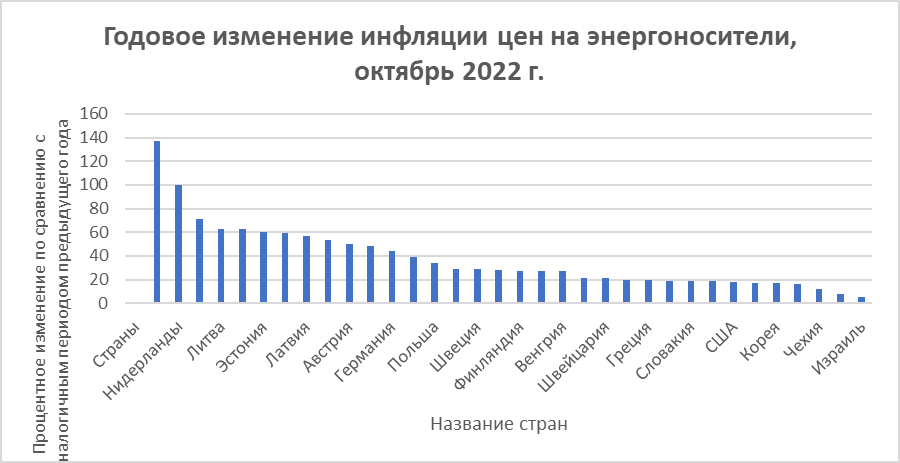 Годовое изменение инфляции цен на энергоносители,
октябрь 2022 г.
Процентное изменение по сравнению с
налогичным периодом предыдущего года
160
140
120
100
80
60
40
20
0
Страны
Нидерланды
Литва
Эстония
Латвия
Австрия
Германия
Польша
Швеция
Финляндия
Венгрия
Швейцария
Греция
Словакия
США
Корея
Чехия
Израиль
Название стран